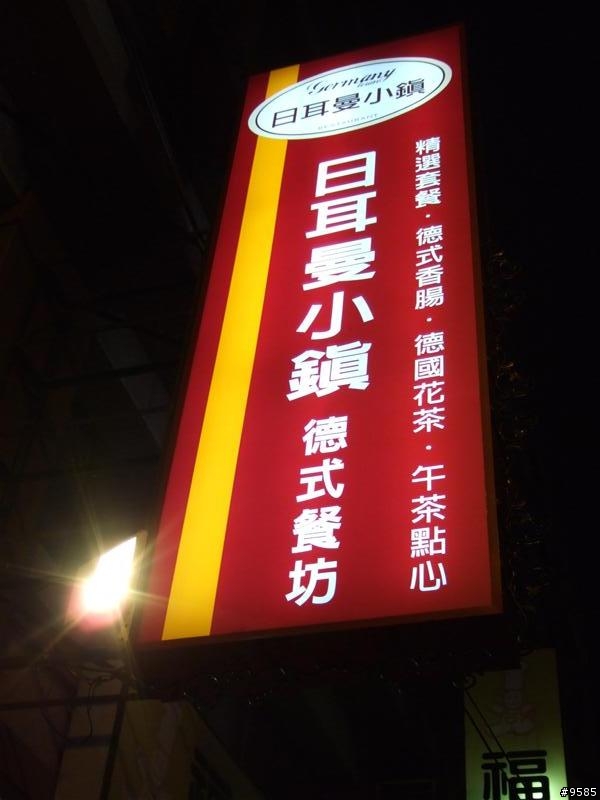 Germany
town
日耳曼小鎮
RESTAURANT
日耳曼小鎮 德式餐坊
精選套餐．德式香腸．德國花茶．午茶點心
福
#9585